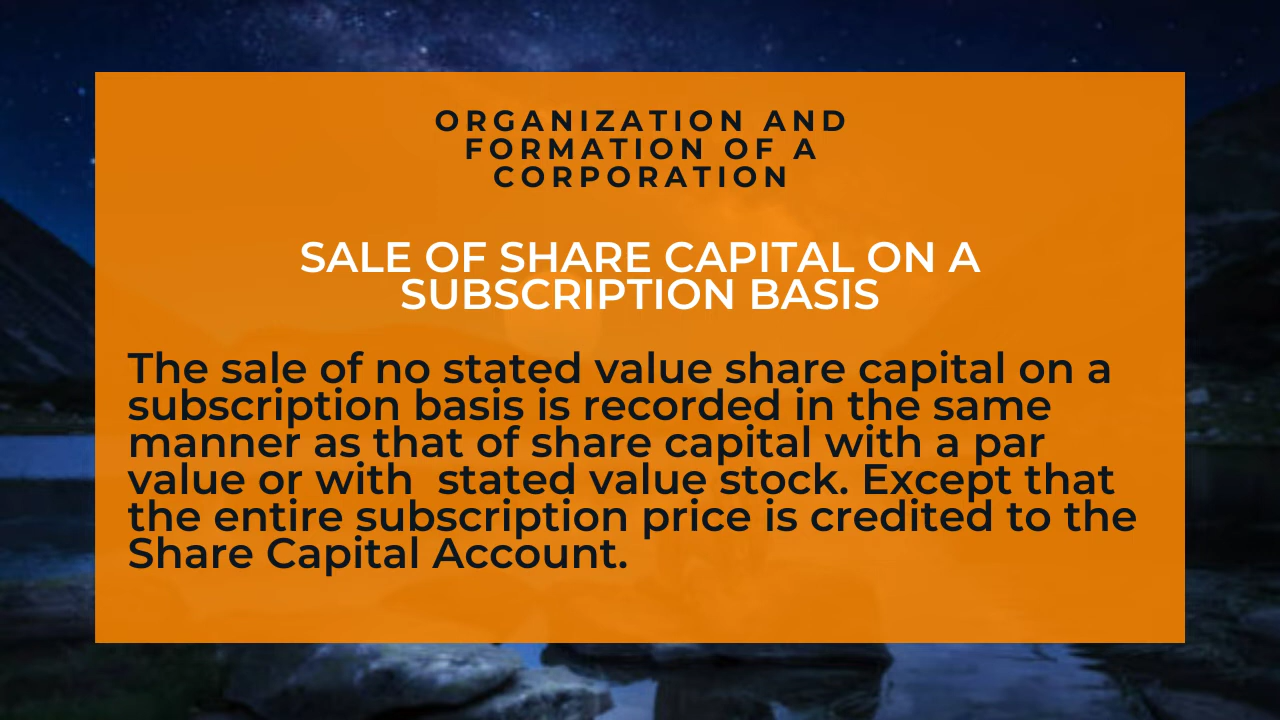 ORGANIZATION AND
FORMATION OF A
CORPORATION
SALE OF SHARE CAPITAL ON A
SUBSCRIPTION BASIS
The sale of no stated value share capital on a
subscription basis is recorded in the same
manner as that of share capital with a par
value or with  stated value stock. Except that
the entire subscription price is credited to the
Share Capital Account.